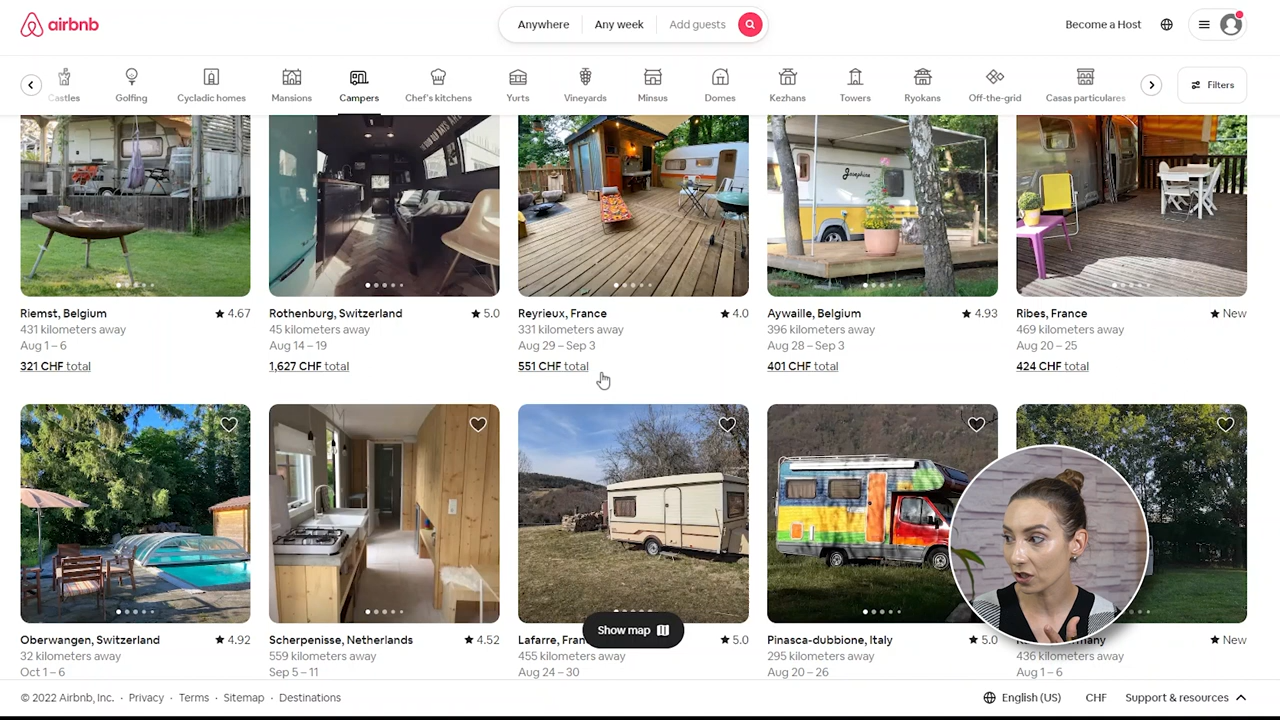 airbnb
Anywhere
Any week
Add guests
Become a Host
Castles
Golfing
Cycladic homes
Mansions
Campers
Chef's kitchens
Yurts
Vineyards
Minsus
Domes
Kezhans
Towers
Ryokans
Off-the-grid
Casas particulares
Filters
Josephine
Riemst, Belgium
4.67
431 kilometers away
Aug 1 – 6
321 CHF total
Rothenburg, Switzerland
5.0
45 kilometers away
Aug 14 – 19
1,627 CHF total
Reyrieux, France
4.0
331 kilometers away
Aug 29 – Sep 3
551 CHF total
Aywaille, Belgium
4.93
396 kilometers away
Aug 28 – Sep 3
401 CHF total
Ribes, France
New
469 kilometers away
Aug 20 – 25
424 CHF total
Oberwangen, Switzerland
4.92
32 kilometers away
Oct 1 – 6
Scherpenisse, Netherlands
4.52
559 kilometers away
Sep 5 – 11
Show map
Lafarre,
5.0
455 kilometers away
Aug 24 – 30
Pinasca-dubbione, Italy
5.0
295 kilometers away
Aug 20 – 26
New
436 kilometers away
Aug 1 – 6
© 2022 Airbnb, Inc. · Privacy · Terms · Sitemap · Destinations
English (US)
CHF
Support & resources